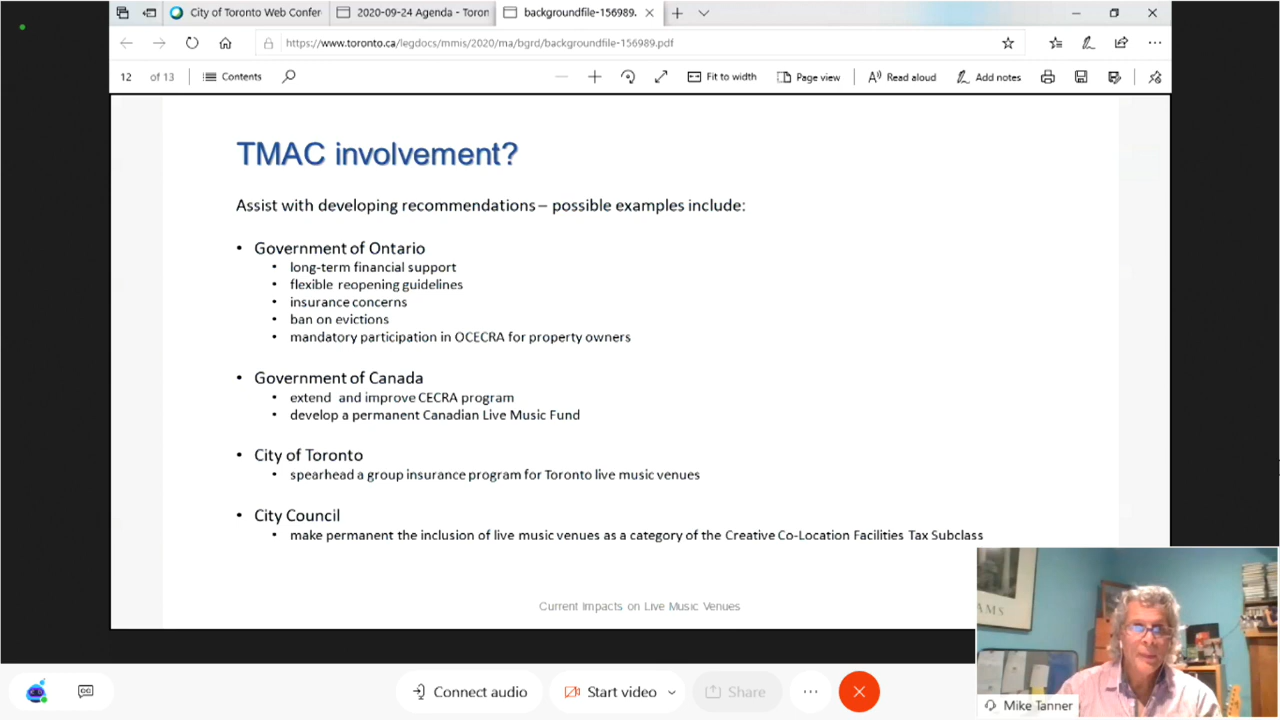 City of Toronto Web Confer
2020-09-24 Agenda - Toron
backgroundfile-156989.
https://www.toronto.ca/legdocs/mmis/2020/ma/bgrd/backgroundfile-156989.pdf
12 of 13 Contents Fit to width Page view Read aloud Add notes
TMAC involvement?
Assist with developing recommendations – possible examples include:
• Government of Ontario
• long-term financial support
• flexible reopening guidelines
• insurance concerns
• ban on evictions
• mandatory participation in OCECRA for property owners
• Government of Canada
• extend and improve CECRA program
• develop a permanent Canadian Live Music Fund
• City of Toronto
• spearhead a group insurance program for Toronto live music venues
• City Council
• make permanent the inclusion of live music venues as a category of the Creative Co-Location Facilities Tax Subclass
Current Impacts on Live Music Venues
AMS
Mike Tanner
CC Connect audio Start video Share